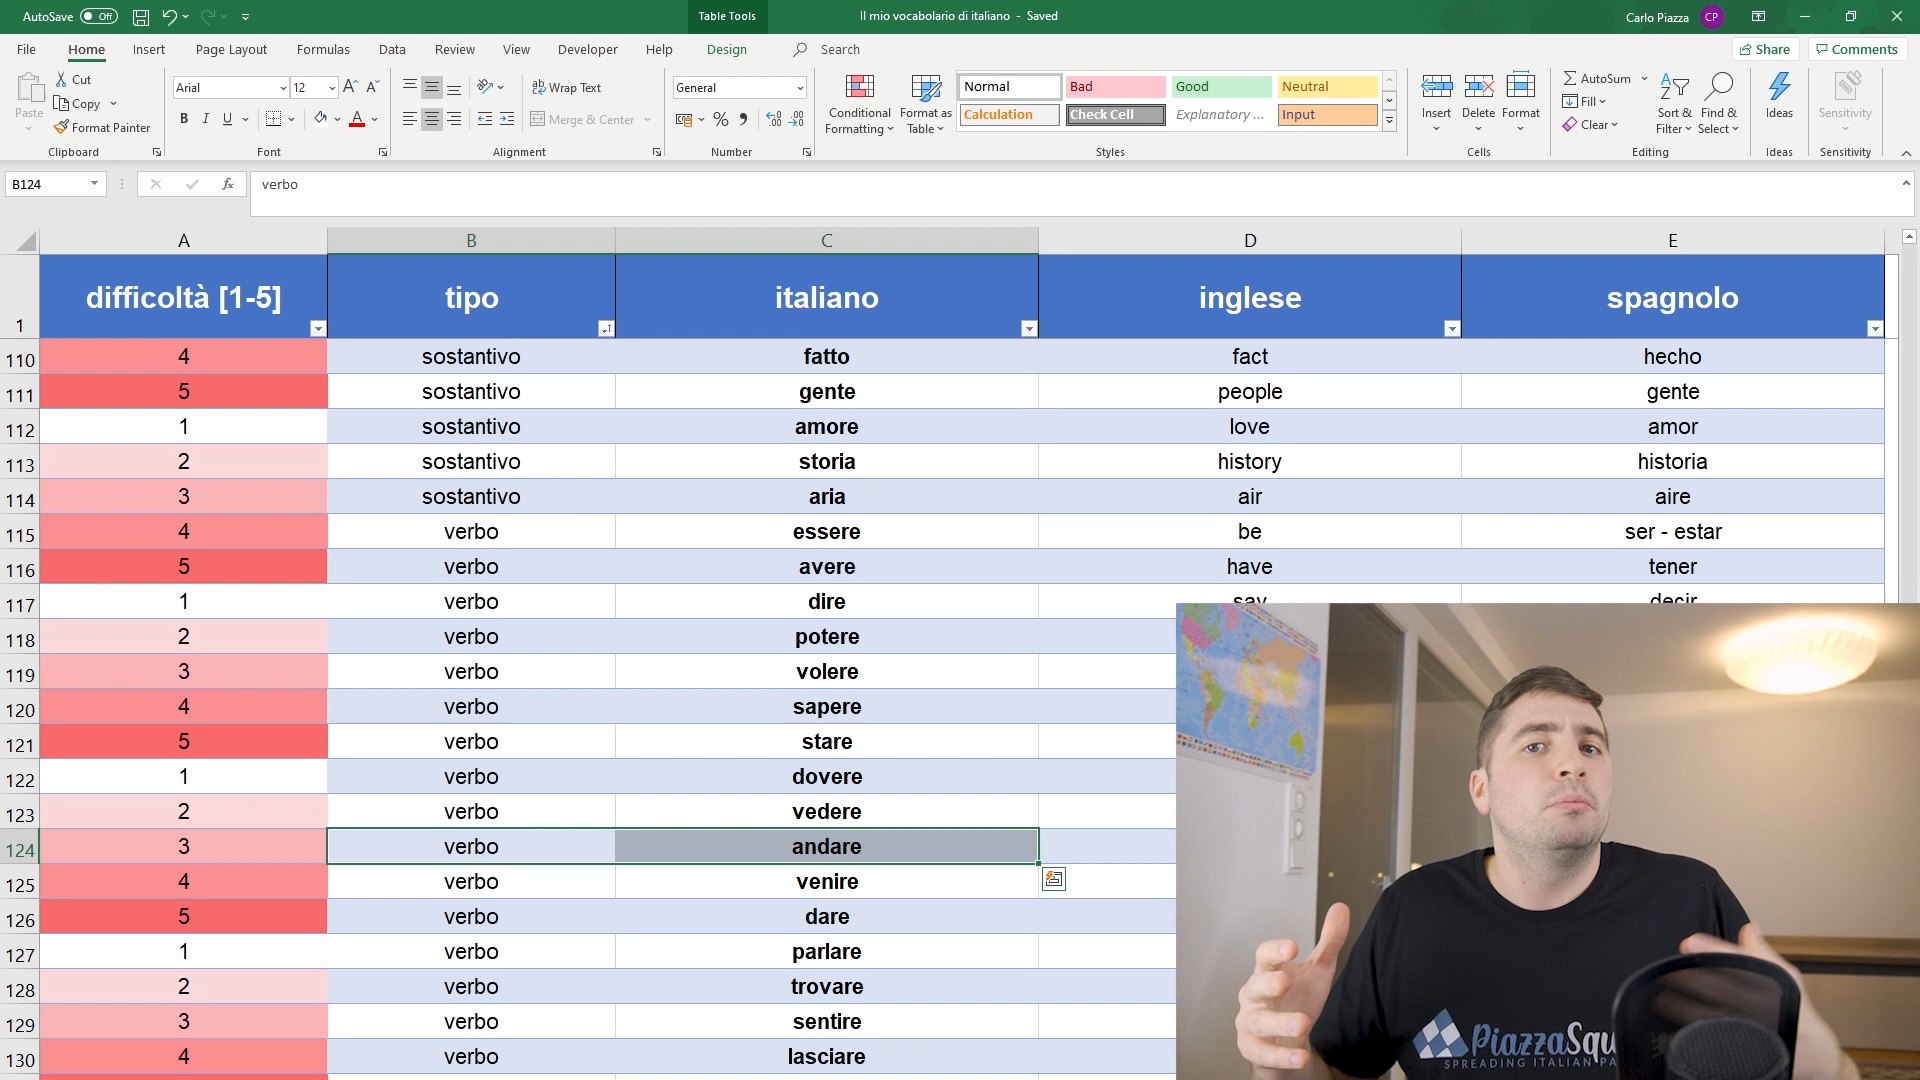 AutoSave Off Table Tools Il mio vocabolario di italiano - Saved Carlo Piazza CP
File Home Insert Page Layout Formulas Data Review View Developer Help Design Search Share Comments
Paste Cut Copy Format Painter
Clipboard
Arial 12
B I U
Font
Wrap Text
Merge & Center
Alignment
General
Number
Conditional Formatting
Format as Table
Normal Bad Good Neutral
Calculation Check Cell Explanatory ... Input
Styles
Insert Delete Format
Cells
AutoSum
Fill
Clear
Sort & Filter
Find & Select
Editing
Ideas
Ideas
Sensitivity
Sensitivity
B124 fx verbo
A B C D E
1 difficoltà [1-5] tipo italiano inglese spagnolo
110 4 sostantivo fatto fact hecho
111 5 sostantivo gente people gente
112 1 sostantivo amore love amor
113 2 sostantivo storia history historia
114 3 sostantivo aria air aire
115 4 verbo essere be ser - estar
116 5 verbo avere have tener
117 1 verbo dire say decir
118 2 verbo potere
119 3 verbo volere
120 4 verbo sapere
121 5 verbo stare
122 1 verbo dovere
123 2 verbo vedere
124 3 verbo andare
125 4 verbo venire
126 5 verbo dare
127 1 verbo parlare
128 2 verbo trovare
129 3 verbo sentire
130 4 verbo lasciare
PiazzaSqu
SPREADING ITALIAN PA